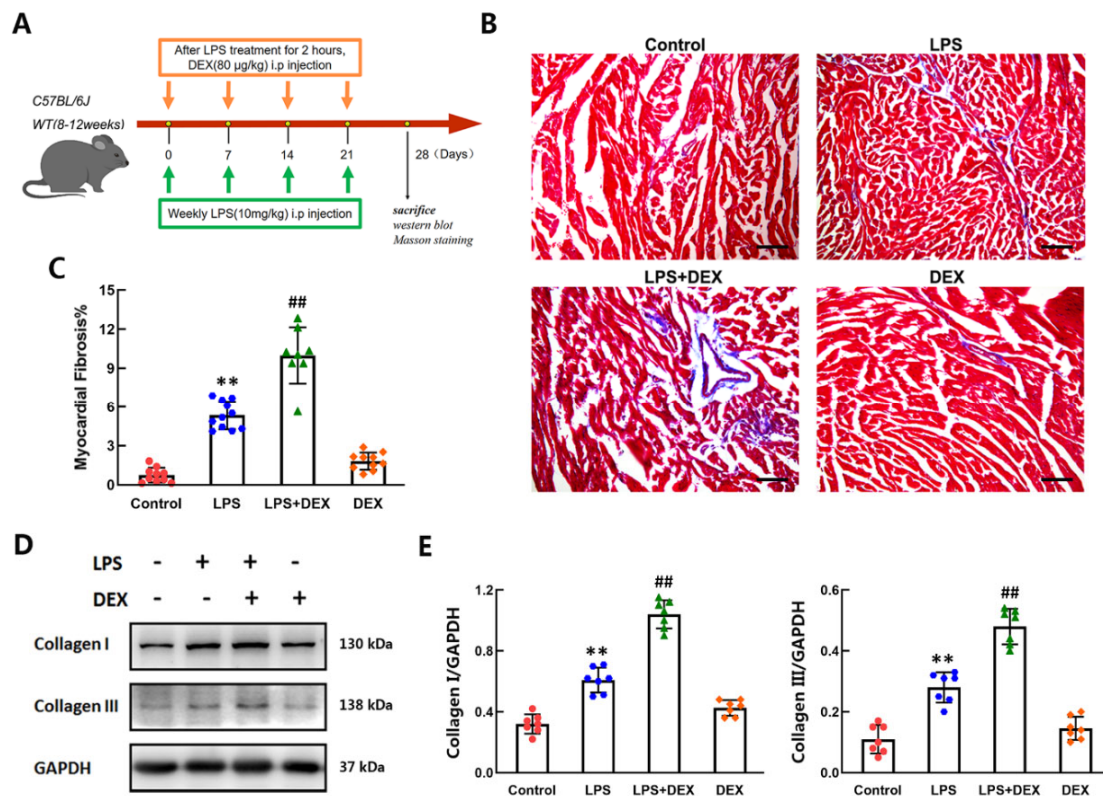 A
After LPS treatment for 2 hours,
DEX(80 μg/kg) i.p injection
C57BL/6J
WT(8-12weeks)
0
7
14
21
28（Days）
Weekly LPS(10mg/kg) i.p injection
sacrifice
western blot
Masson staining
B
Control
LPS
LPS+DEX
DEX
C
Myocardial Fibrosis%
15
12
9
6
3
0
**
##
Control
LPS
LPS+DEX
DEX
D
LPS - + + -
DEX - - + +
Collagen I 130 kDa
Collagen III 138 kDa
GAPDH 37 kDa
E
Collagen I/GAPDH
1.2
0.8
0.4
0.0
**
##
Control
LPS
LPS+DEX
DEX
Collagen III/GAPDH
0.6
0.4
0.2
0.0
**
##
Control
LPS
LPS+DEX
DEX